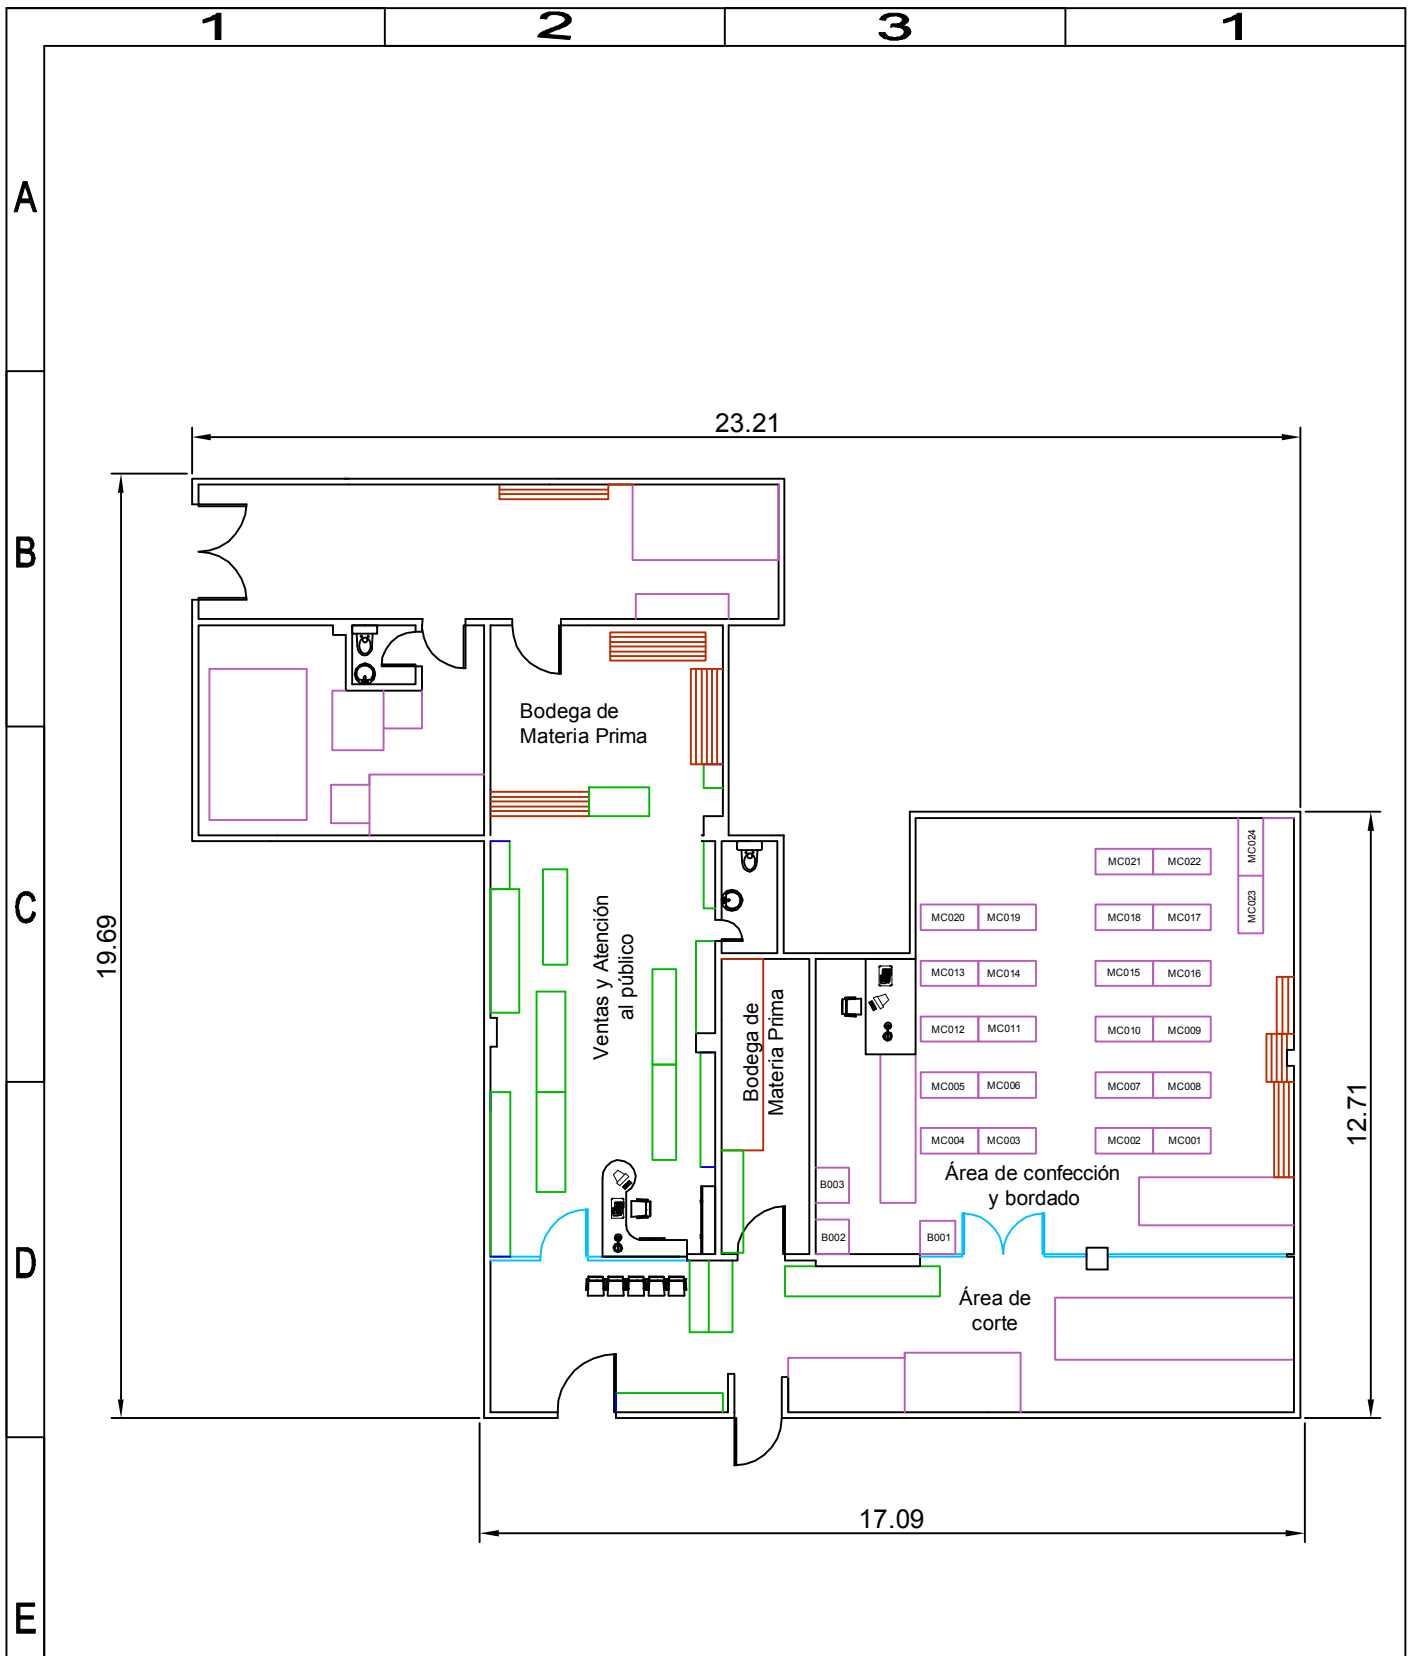 1 2 3 1
A
B
C
D
E
23.21
19.69
12.71
17.09
Bodega de
Materia Prima
Ventas y Atención
al público
Bodega de
Materia Prima
MC021 MC022
MC024
MC023
MC020 MC019 MC018 MC017
MC013 MC014 MC015 MC016
MC012 MC011 MC010 MC009
MC005 MC006 MC007 MC008
MC004 MC003 MC002 MC001
Área de confección
y bordado
B003
B002
B001
Área de
corte